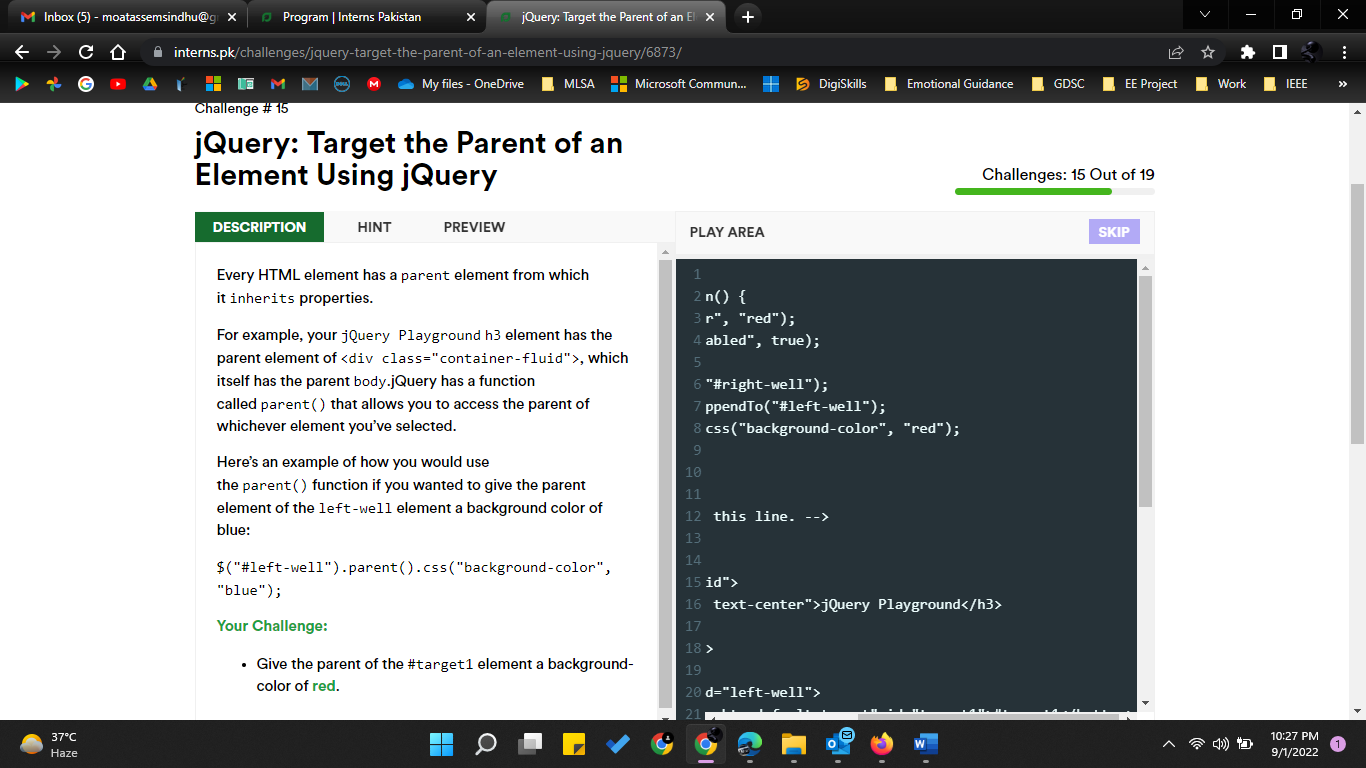 Inbox (5) - moatassemsindhu@g
Program | Interns Pakistan
jQuery: Target the Parent of an El
interns.pk/challenges/jquery-target-the-parent-of-an-element-using-jquery/6873/
My files - OneDrive
MLSA
Microsoft Commun...
DigiSkills
Emotional Guidance
GDSC
EE Project
Work
IEEE
»
Challenge # 15
jQuery: Target the Parent of an
Element Using jQuery
Challenges: 15 Out of 19
DESCRIPTION
HINT
PREVIEW
Every HTML element has a parent element from which
it inherits properties.
For example, your jQuery Playground h3 element has the
parent element of <div class="container-fluid">, which
itself has the parent body.jQuery has a function
called parent() that allows you to access the parent of
whichever element you’ve selected.
Here’s an example of how you would use
the parent() function if you wanted to give the parent
element of the left-well element a background color of
blue:
$("#left-well").parent().css("background-color",
"blue");
Your Challenge:
• Give the parent of the #target1 element a background-
color of red.
PLAY AREA
SKIP
1
2 n() {
3 r", "red");
4 abled", true);
5
6 "#right-well");
7 ppendTo("#left-well");
8 css("background-color", "red");
9
10
11
12 this line. -->
13
14
15 id">
16 text-center">jQuery Playground</h3>
17
18 >
19
20 d="left-well">
21
37°C
Haze
10:27 PM
9/1/2022
1